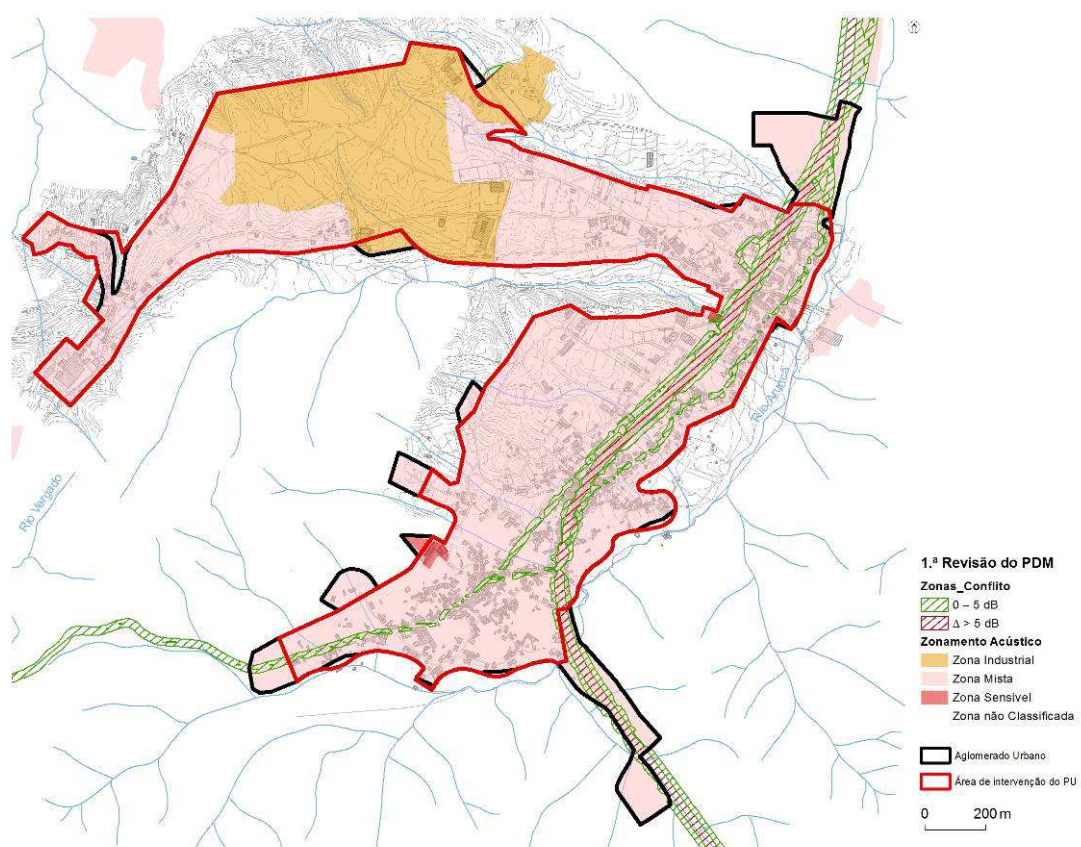 Rio Arunca
Rio Vergado
1.ª Revisão do PDM
Zonas_Conflito
0 – 5 dB
Δ > 5 dB
Zonamento Acústico
Zona Industrial
Zona Mista
Zona Sensível
Zona não Classificada
Aglomerado Urbano
Área de intervenção do PU
0 200 m